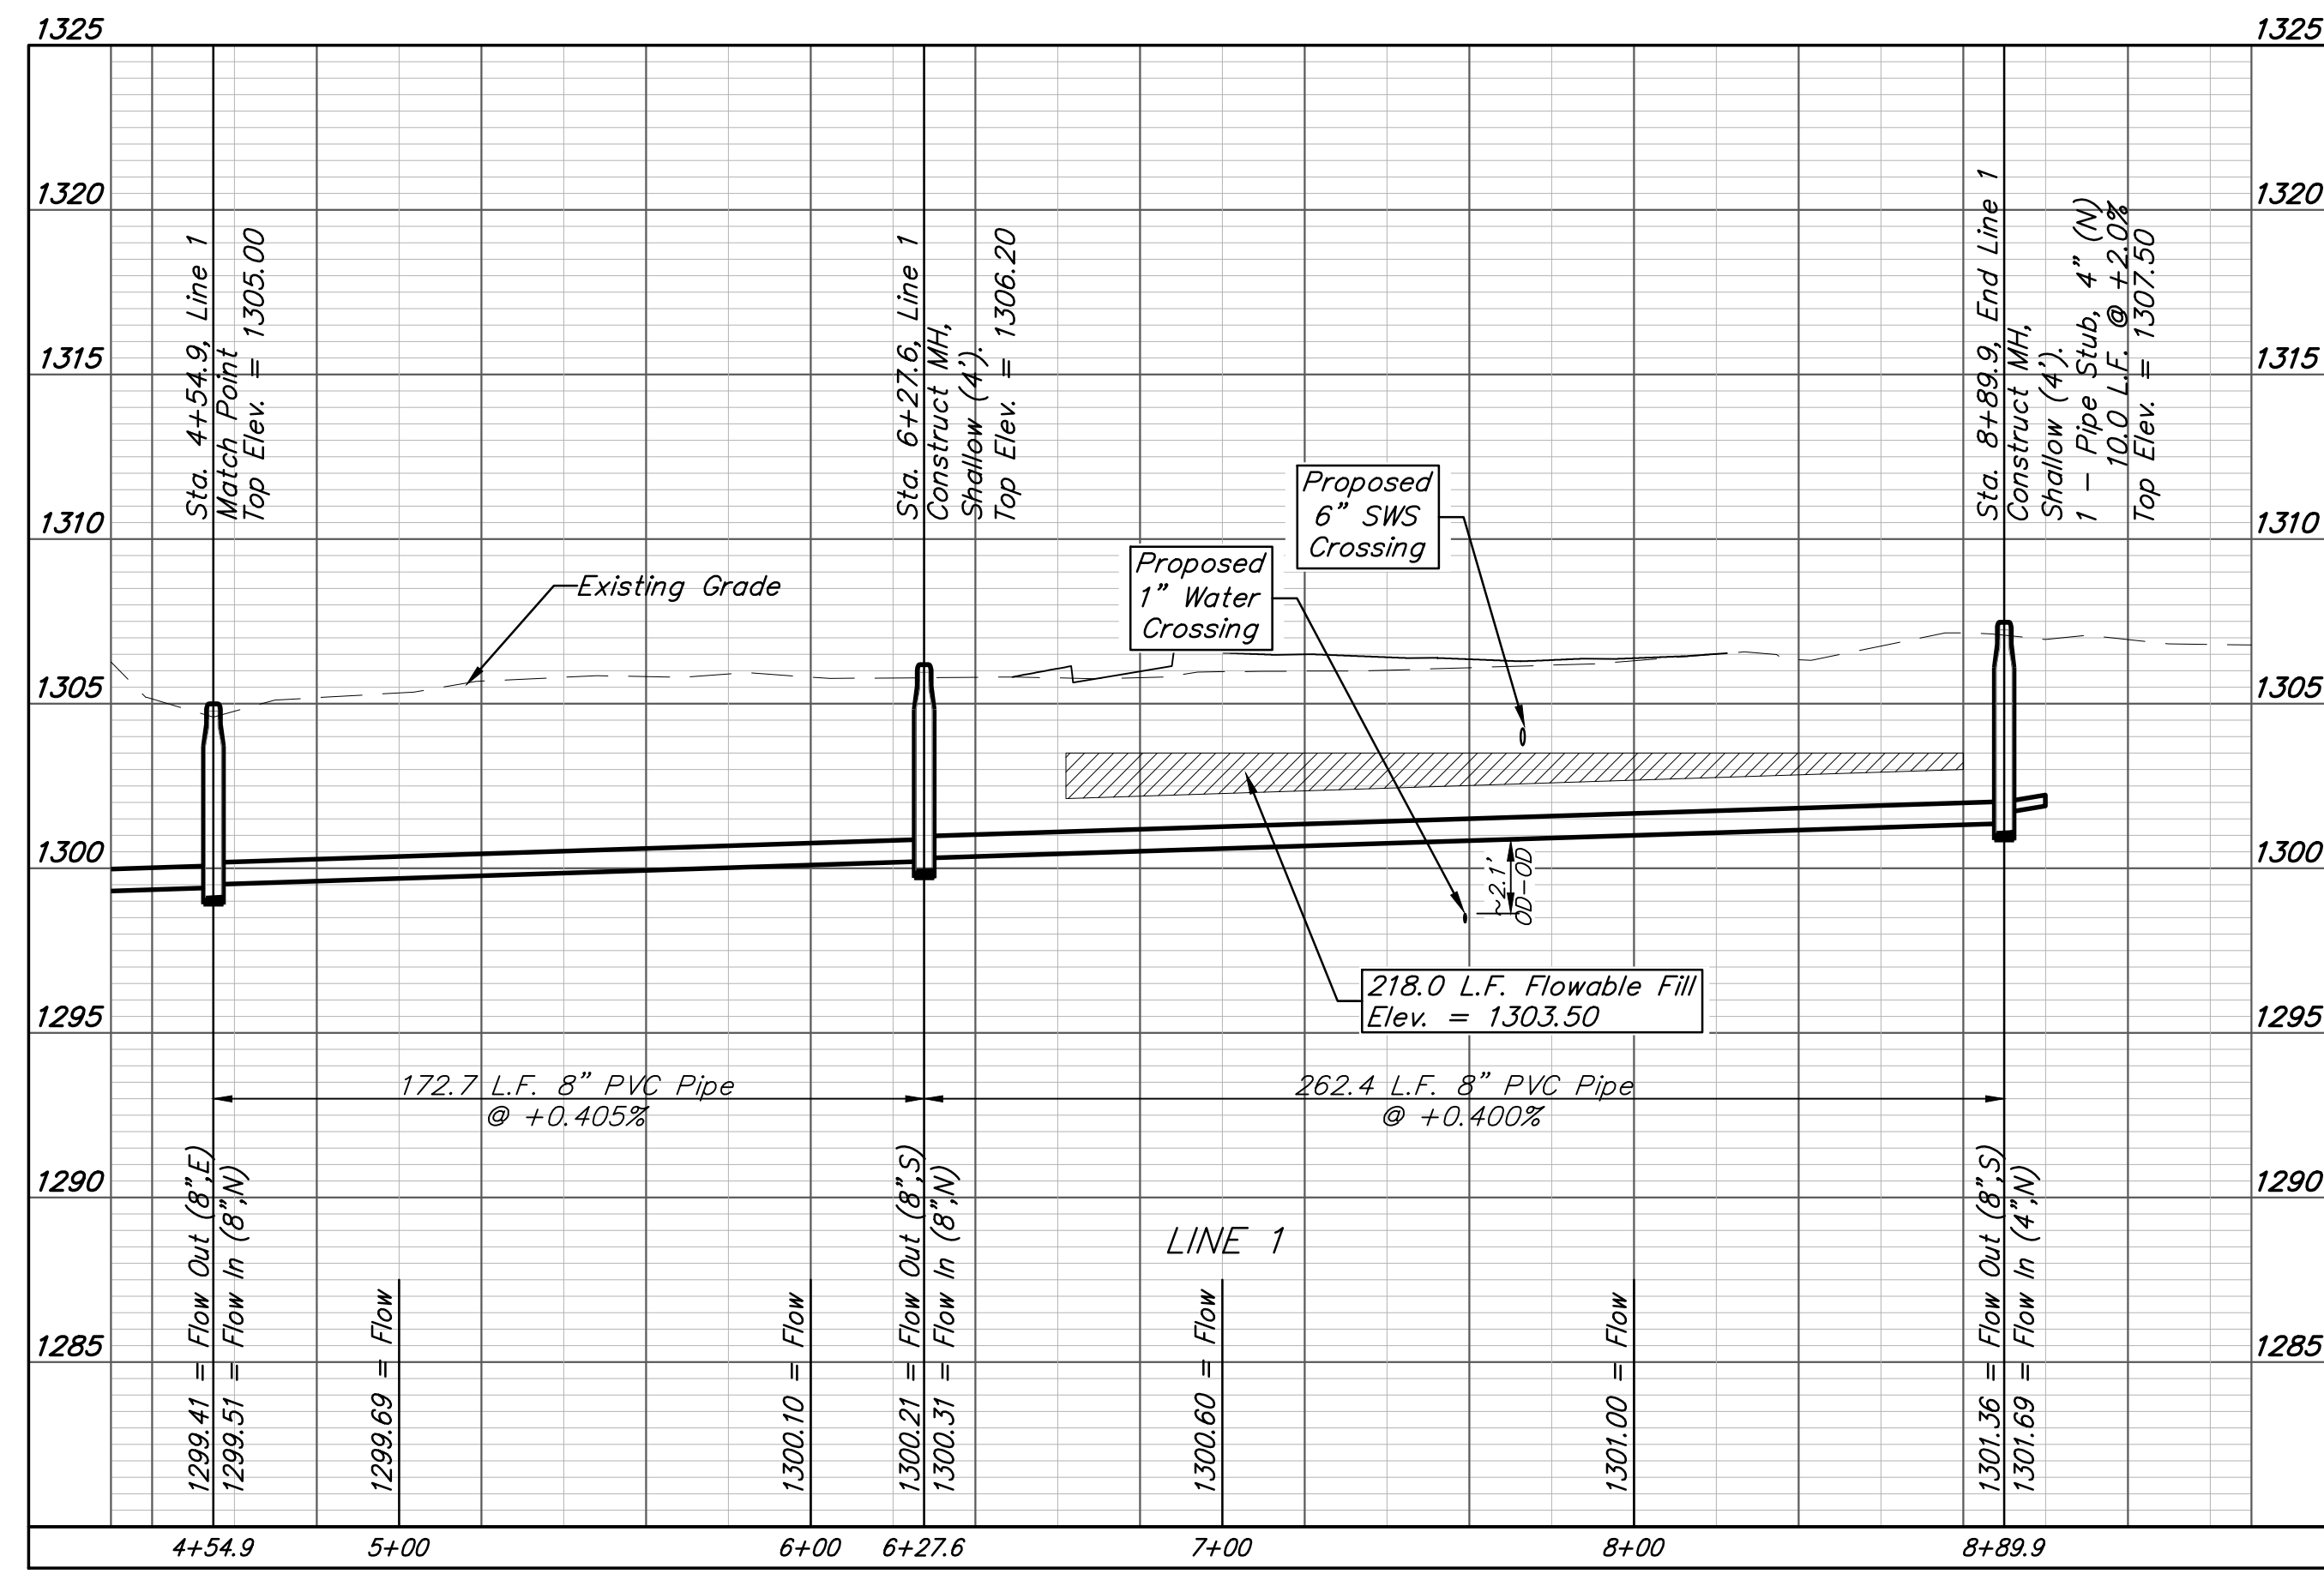 1325
1325
1320
1320
1315
1315
1310
1310
1305
1305
1300
1300
1295
1295
1290
1290
1285
1285
Sta. 4+54.9, Line 1
Match Point
Top Elev. = 1305.00
Sta. 6+27.6, Line 1
Construct MH,
Shallow (4').
Top Elev. = 1306.20
Sta. 8+89.9, End Line 1
Construct MH,
Shallow (4').
1 - Pipe Stub, 4" (N)
10.0 L.F. @ +2.0%
Top Elev. = 1307.50
Proposed
6" SWS
Crossing
Proposed
1" Water
Crossing
Existing Grade
~2.1'
OD-OD
218.0 L.F. Flowable Fill
Elev. = 1303.50
172.7 L.F. 8" PVC Pipe
@ +0.405%
262.4 L.F. 8" PVC Pipe
@ +0.400%
LINE 1
1299.41 = Flow Out (8",E)
1299.51 = Flow In (8",N)
1299.69 = Flow
1300.10 = Flow
1300.21 = Flow Out (8",S)
1300.31 = Flow In (8",N)
1300.60 = Flow
1301.00 = Flow
1301.36 = Flow Out (8",S)
1301.69 = Flow In (4",N)
4+54.9
5+00
6+00
6+27.6
7+00
8+00
8+89.9